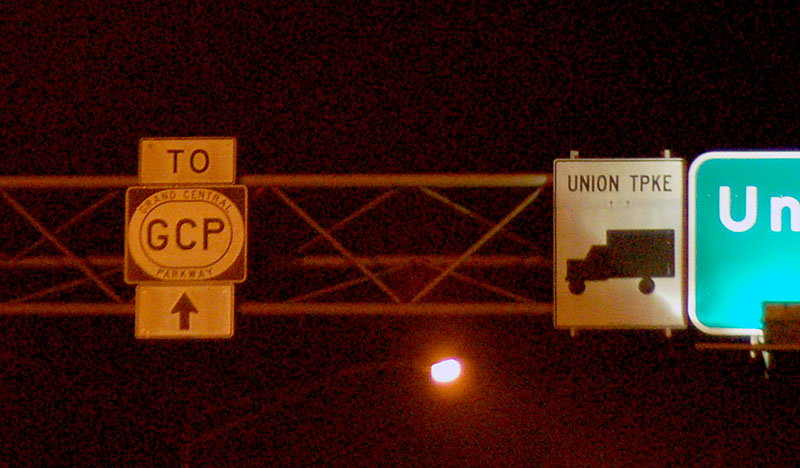 TO
GRAND CENTRAL
GCP
PARKWAY
UNION TPKE
Un